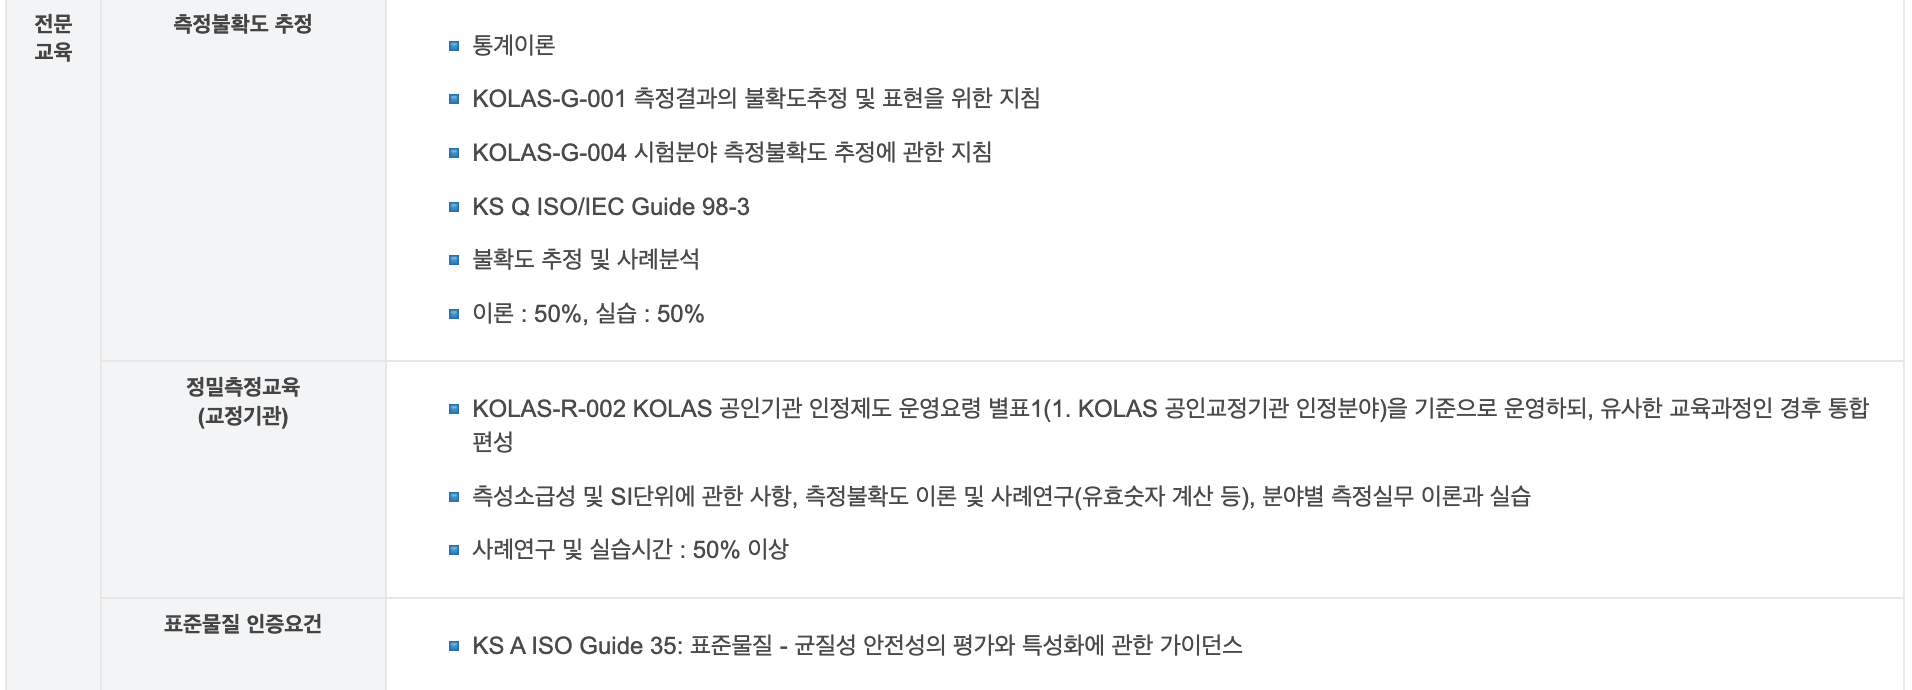 전문
교육
측정불확도 추정
통계이론
KOLAS-G-001 측정결과의 불확도추정 및 표현을 위한 지침
KOLAS-G-004 시험분야 측정불확도 추정에 관한 지침
KS Q ISO/IEC Guide 98-3
불확도 추정 및 사례분석
이론 : 50%, 실습 : 50%
정밀측정교육
(교정기관)
KOLAS-R-002 KOLAS 공인기관 인정제도 운영요령 별표1(1. KOLAS 공인교정기관 인정분야)을 기준으로 운영하되, 유사한 교육과정인 경후 통합
편성
측성소급성 및 SI단위에 관한 사항, 측정불확도 이론 및 사례연구(유효숫자 계산 등), 분야별 측정실무 이론과 실습
사례연구 및 실습시간 : 50% 이상
표준물질 인증요건
KS A ISO Guide 35: 표준물질 - 균질성 안전성의 평가와 특성화에 관한 가이던스